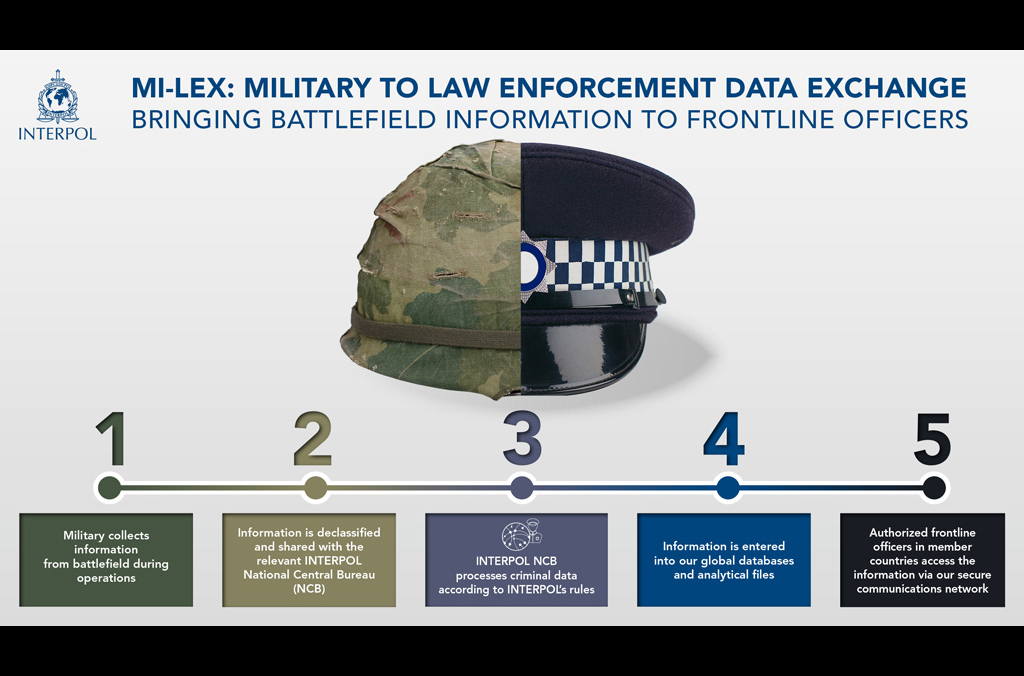 INTERPOL
MI-LEX: MILITARY TO LAW ENFORCEMENT DATA EXCHANGE
BRINGING BATTLEFIELD INFORMATION TO FRONTLINE OFFICERS
1
Military collects
information
from battlefield during
operations
2
Information is declassified
and shared with the
relevant INTERPOL
National Central Bureau
(NCB)
3
INTERPOL NCB
processes criminal data
according to INTERPOL's rules
4
Information is entered
into our global databases
and analytical files
5
Authorized frontline
officers in member
countries access the
information via our secure
communications network